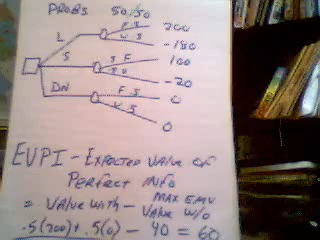 PROBS 50/50
F S 200
L
U S -180
S F 100
S
-20
DN F S 0
U S
0
EVPI - EXPECTED VALUE OF
PERFECT INFO
MAX EMV
= VALUE WITH - VALUE W/O
.5(200) + .5(0) - 40 = 60